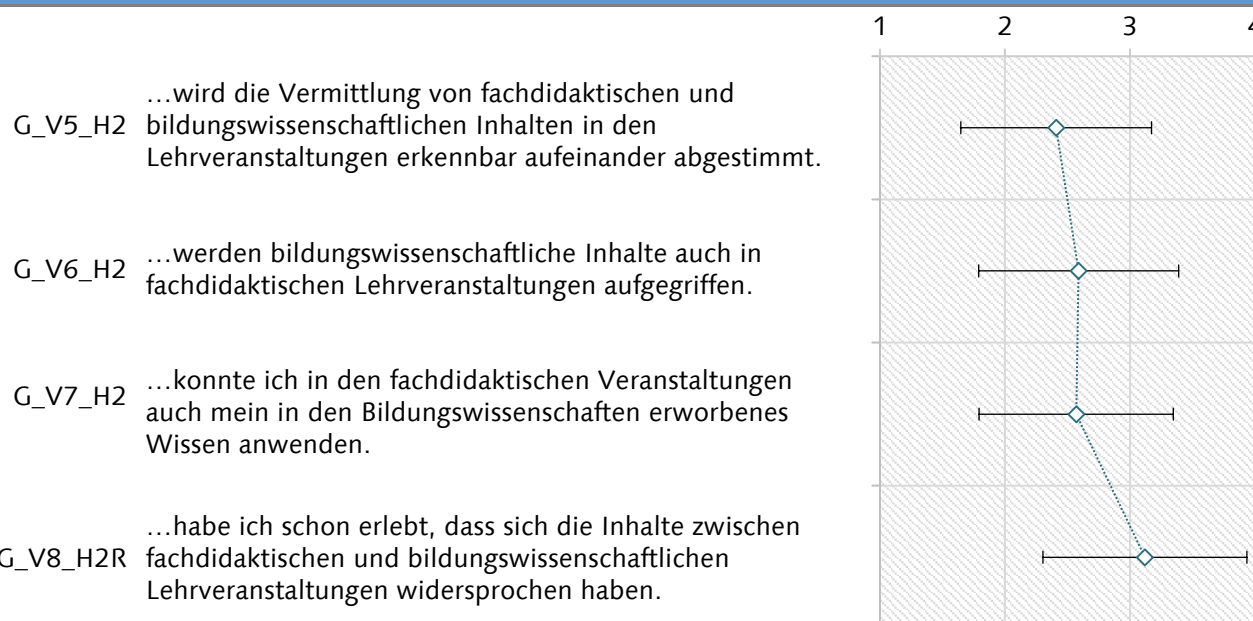 1 2 3 4
G_V5_H2 …wird die Vermittlung von fachdidaktischen und
bildungswissenschaftlichen Inhalten in den
Lehrveranstaltungen erkennbar aufeinander abgestimmt.
G_V6_H2 …werden bildungswissenschaftliche Inhalte auch in
fachdidaktischen Lehrveranstaltungen aufgegriffen.
G_V7_H2 …konnte ich in den fachdidaktischen Veranstaltungen
auch mein in den Bildungswissenschaften erworbenes
Wissen anwenden.
G_V8_H2R …habe ich schon erlebt, dass sich die Inhalte zwischen
fachdidaktischen und bildungswissenschaftlichen
Lehrveranstaltungen widersprochen haben.